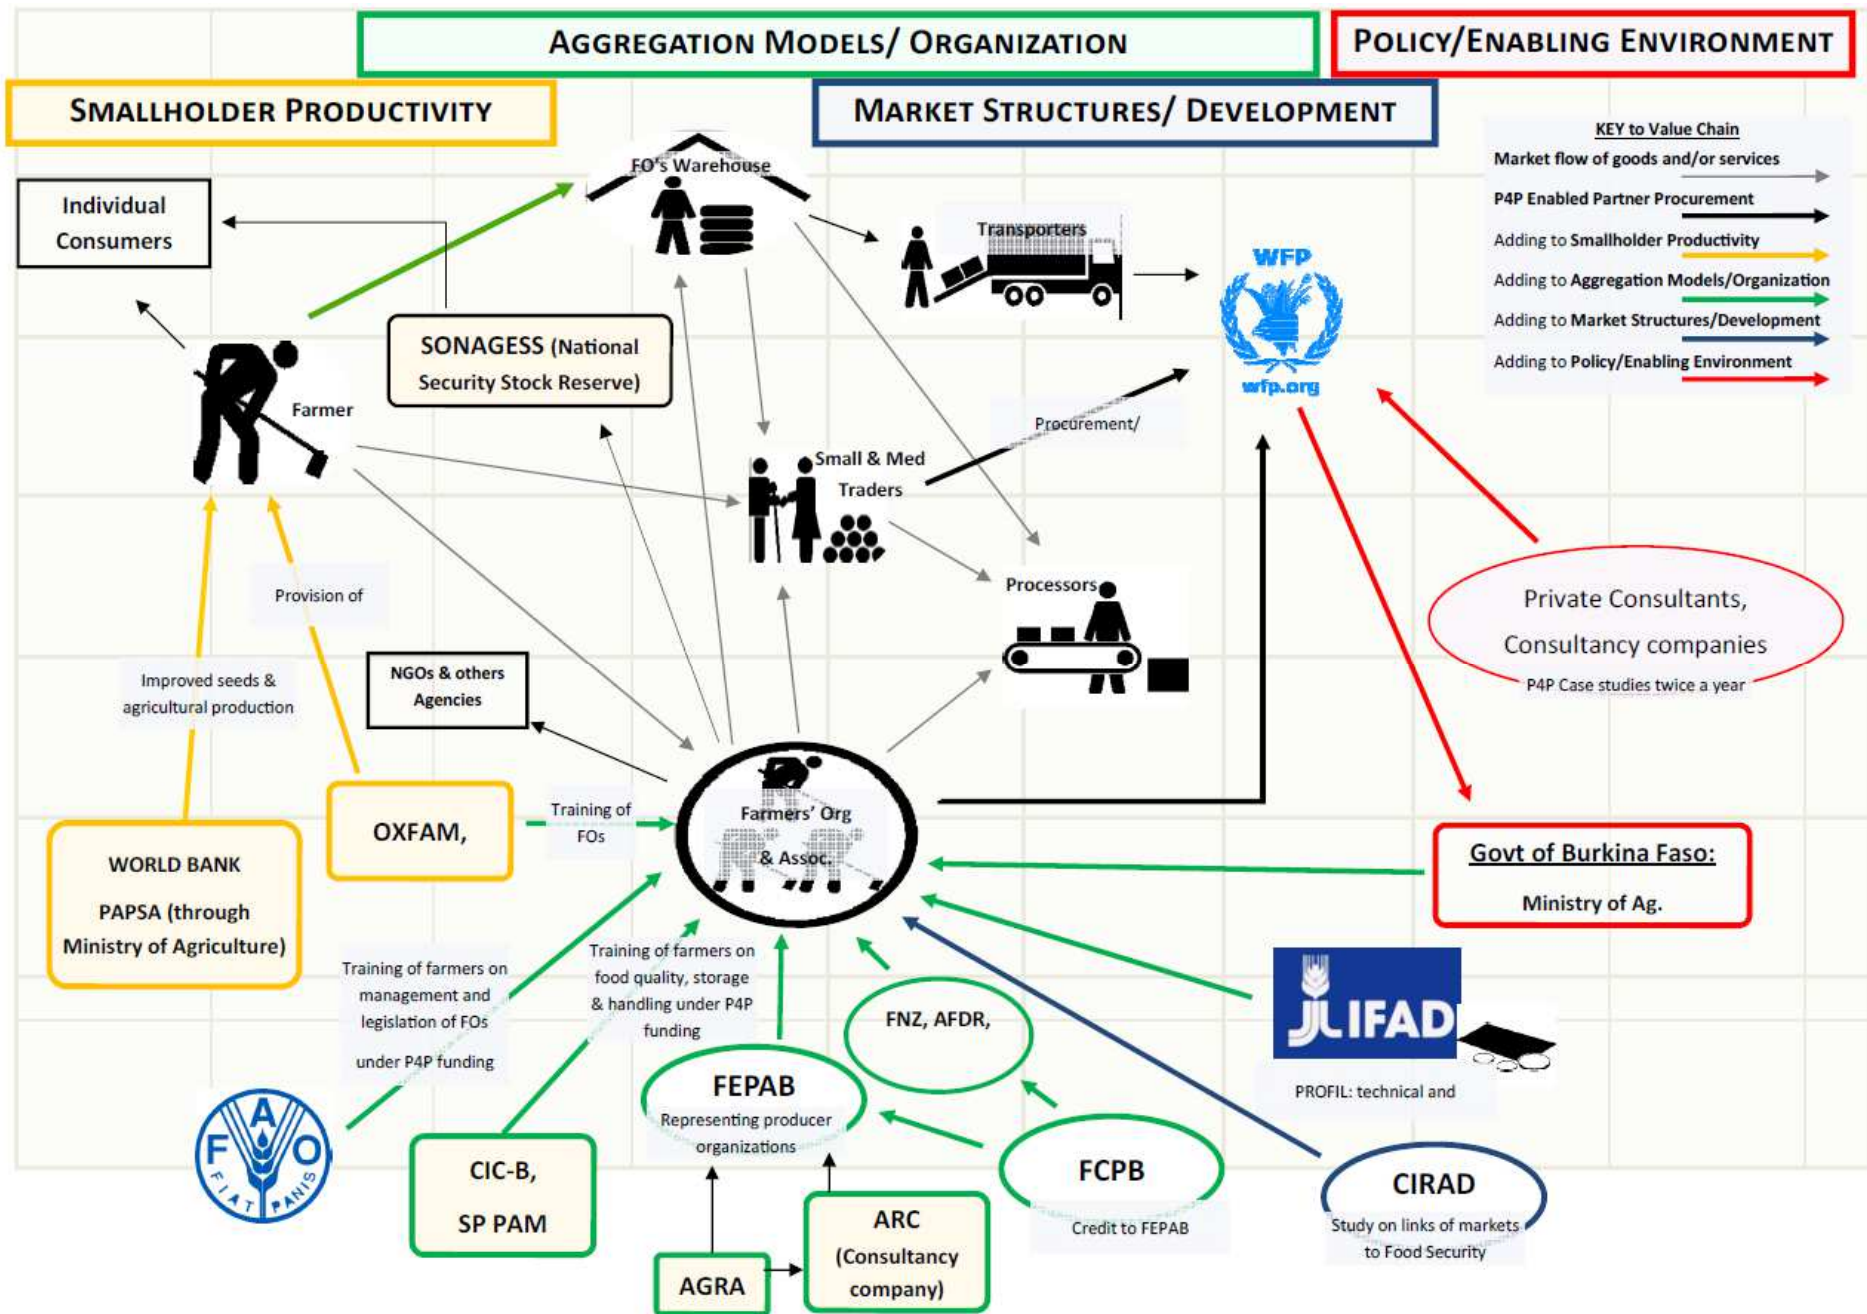 AGGREGATION MODELS/ ORGANIZATION
POLICY/ENABLING ENVIRONMENT
SMALLHOLDER PRODUCTIVITY
MARKET STRUCTURES/ DEVELOPMENT
KEY to Value Chain
Market flow of goods and/or services
P4P Enabled Partner Procurement
Adding to Smallholder Productivity
Adding to Aggregation Models/Organization
Adding to Market Structures/Development
Adding to Policy/Enabling Environment
FO's Warehouse
Individual
Consumers
Transporters
WFP
wfp.org
SONAGESS (National
Security Stock Reserve)
Farmer
Procurement/
Small & Med
Traders
Processors
Private Consultants,
Consultancy companies
P4P Case studies twice a year
Provision of
Improved seeds &
agricultural production
NGOs & others
Agencies
OXFAM,
Training of
FOs
Farmers' Org
& Assoc.
WORLD BANK
PAPSA (through
Ministry of Agriculture)
Govt of Burkina Faso:
Ministry of Ag.
Training of farmers on
management and
legislation of FOs
under P4P funding
Training of farmers on
food quality, storage
& handling under P4P
funding
FNZ, AFDR,
IFAD
PROFIL: technical and
FEPAB
Representing producer
organizations
FAO
FIAT PANIS
CIC-B,
SP PAM
FCPB
Credit to FEPAB
CIRAD
Study on links of markets
to Food Security
ARC
(Consultancy
company)
AGRA